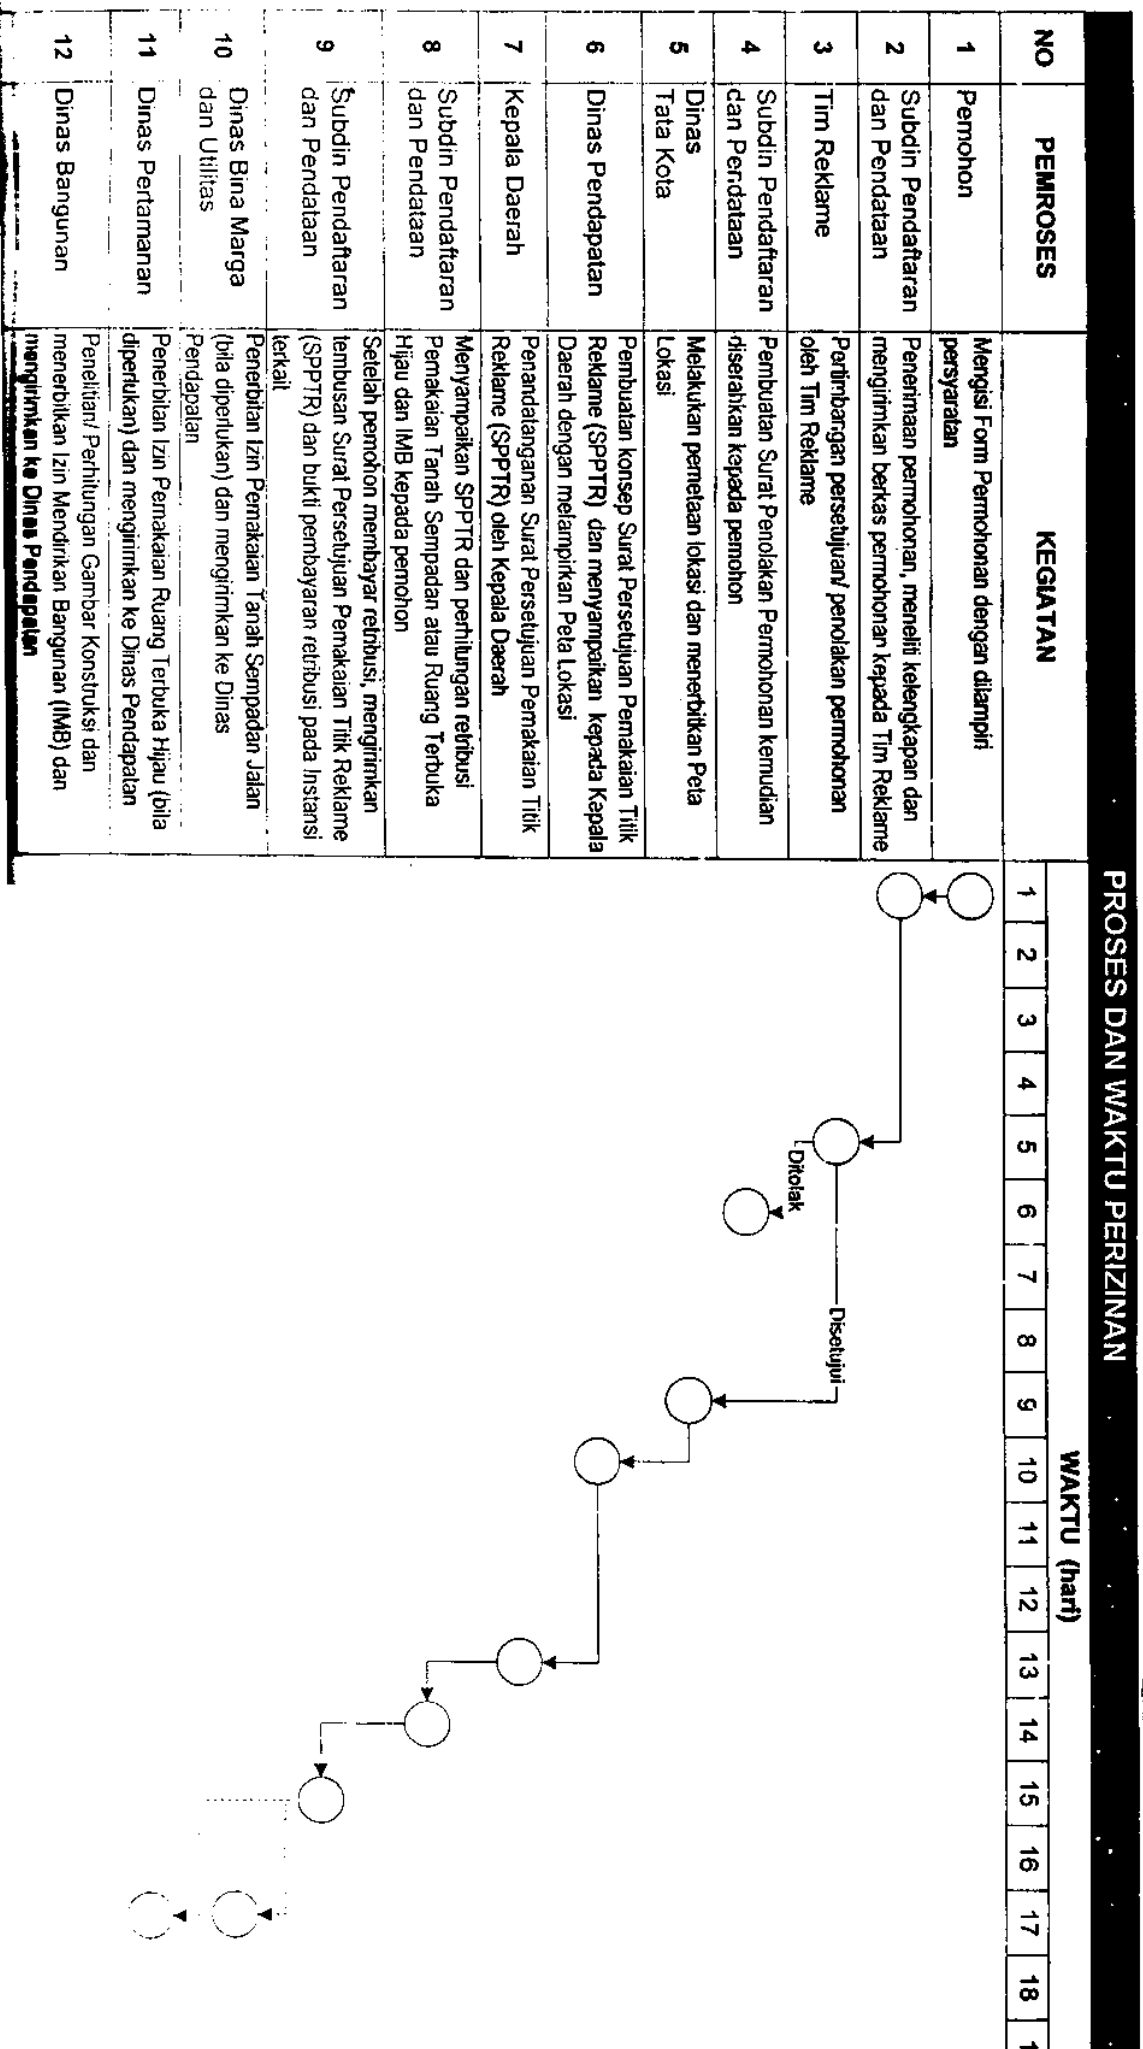 PROSES DAN WAKTU PERIZINAN
NO
PEMROSES
KEGIATAN
WAKTU (hari)
1 2 3 4 5 6 7 8 9 10 11 12 13 14 15 16 17 18
1
Pemohon
Mengisi Form Permohonan dengan dilampiri
persyaratan
2
Subdin Pendaftaran
dan Pendataan
Penerimaan permohonan, meneliti kelengkapan dan
mengirimkan berkas permohonan kepada Tim Reklame
3
Tim Reklame
Pertimbangan persetujuan/ penolakan permohonan
oleh Tim Reklame
4
Subdin Pendaftaran
dan Pendataan
Pembuatan Surat Penolakan Permohonan kemudian
diserahkan kepada pemohon
5
Dinas
Tata Kota
Melakukan pemetaan lokasi dan menerbitkan Peta
Lokasi
6
Dinas Pendapatan
Pembuatan konsep Surat Persetujuan Pemakaian Titik
Reklame (SPPTR) dan menyampaikan kepada Kepala
Daerah dengan melampirkan Peta Lokasi
7
Kepala Daerah
Penandatanganan Surat Persetujuan Pemakaian Titik
Reklame (SPPTR) oleh Kepala Daerah
8
Subdin Pendaftaran
dan Pendataan
Menyampaikan SPPTR dan perhitungan retribusi
Pemakaian Tanah Sempadan atau Ruang Terbuka
Hijau dan IMB kepada pemohon
9
Subdin Pendaftaran
dan Pendataan
Setelah pemohon membayar retribusi, mengirimkan
tembusan Surat Persetujuan Pemakaian Titik Reklame
(SPPTR) dan bukti pembayaran retribusi pada Instansi
terkait
10
Dinas Bina Marga
dan Utilitas
Penerbitan Izin Pemakaian Tanah Sempadan Jalan
(bila diperlukan) dan mengirimkan ke Dinas
Pendapatan
11
Dinas Pertamanan
Penerbitan Izin Pemakaian Ruang Terbuka Hijau (bila
diperlukan) dan mengirimkan ke Dinas Pendapatan
12
Dinas Bangunan
Penelitian/ Perhitungan Gambar Konstruksi dan
menerbitkan Izin Mendirikan Bangunan (IMB) dan
mengirimkan ke Dinas Pendapatan
Ditolak
Disetujui